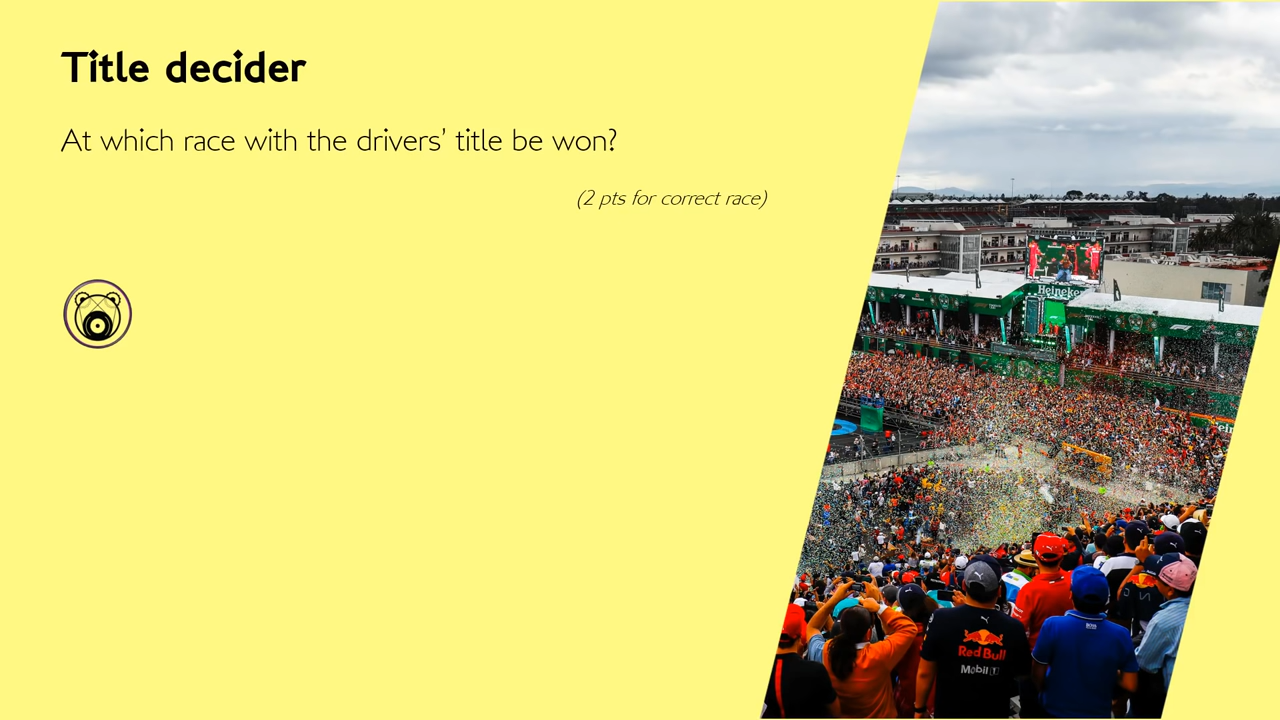 Title decider
At which race with the drivers’ title be won?
(2 pts for correct race)
Heineken
Red Bull
Mobil 1